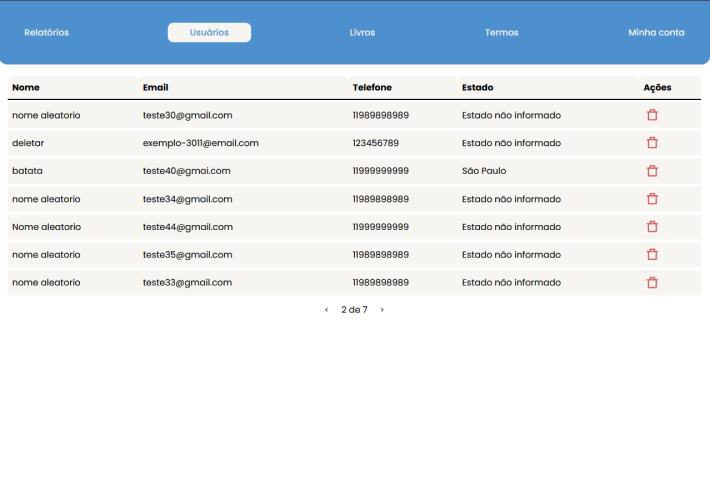 Relatórios Usuários Livros Termos Minha conta
Nome Email Telefone Estado Ações
nome aleatorio teste30@gmail.com 11989898989 Estado não informado
deletar exemplo-3011@email.com 123456789 Estado não informado
batata teste40@gmai.com 11999999999 São Paulo
nome aleatorio teste34@gmail.com 11989898989 Estado não informado
Nome aleatorio teste44@gmail.com 11999999999 Estado não informado
nome aleatorio teste35@gmail.com 11989898989 Estado não informado
nome aleatorio teste33@gmail.com 11989898989 Estado não informado
< 2 de 7 >